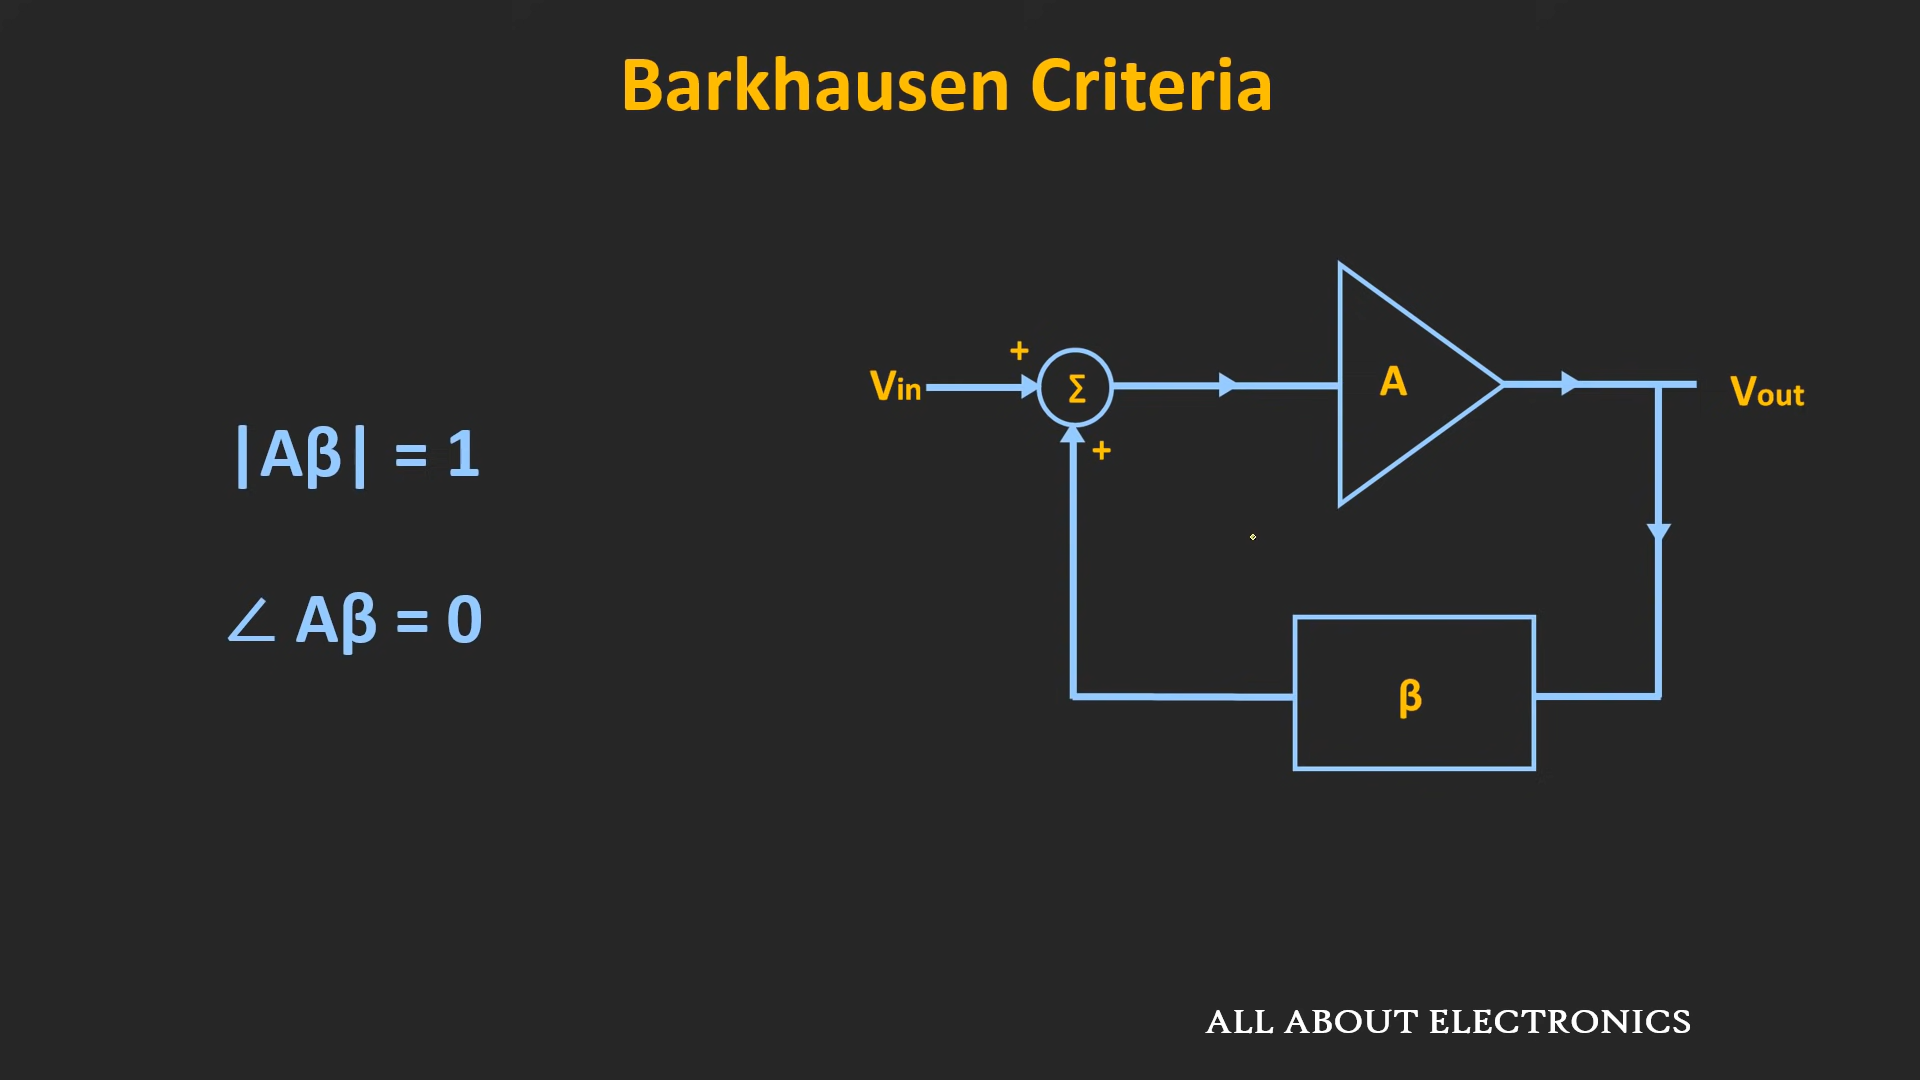 Barkhausen Criteria
|Aβ| = 1
∠ Aβ = 0
Vin
+
Σ
+
A
Vout
β
ALL ABOUT ELECTRONICS